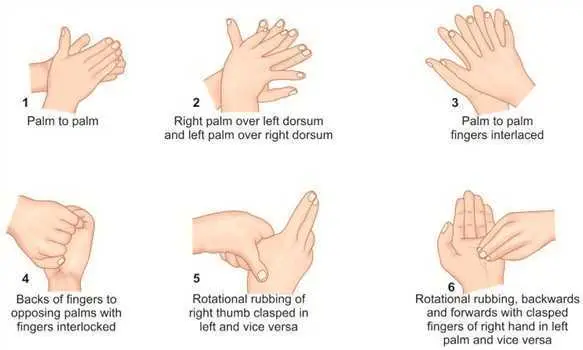 1
Palm to palm
2
Right palm over left dorsum
and left palm over right dorsum
3
Palm to palm
fingers interlaced
4
Backs of fingers to
opposing palms with
fingers interlocked
5
Rotational rubbing of
right thumb clasped in
left and vice versa
6
Rotational rubbing, backwards
and forwards with clasped
fingers of right hand in left
palm and vice versa